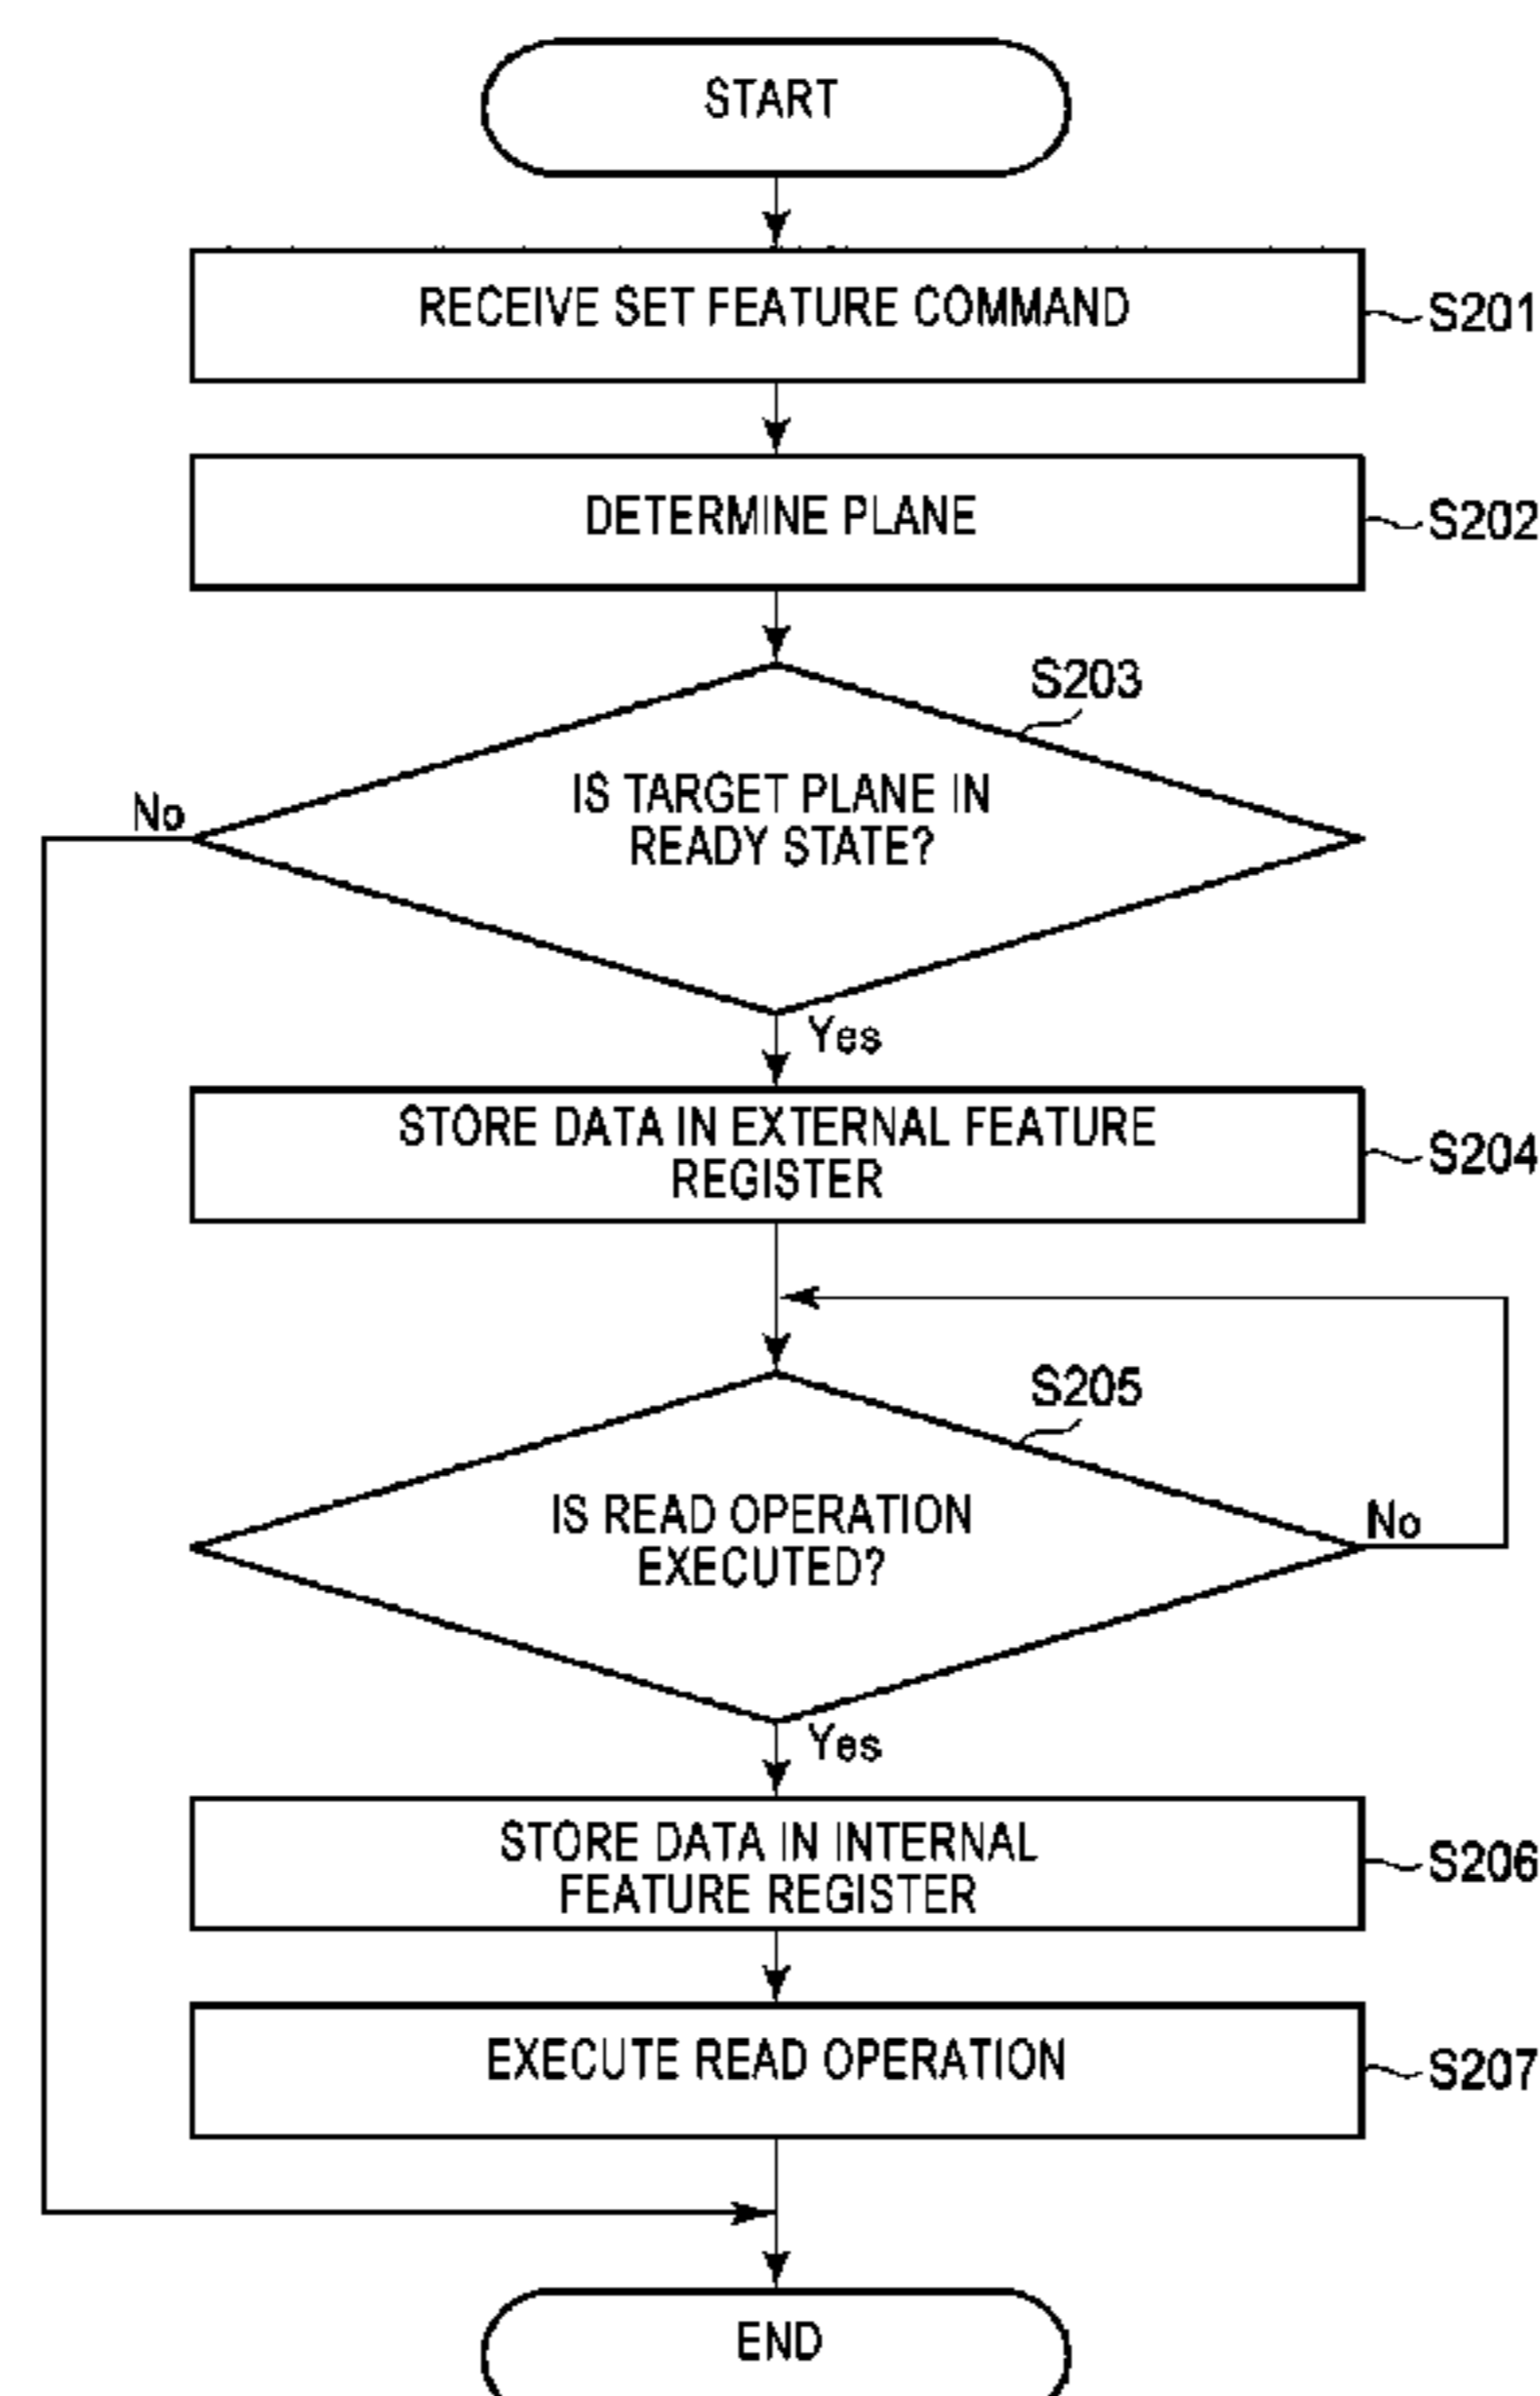 START
RECEIVE SET FEATURE COMMAND
S201
DETERMINE PLANE
S202
S203
IS TARGET PLANE IN
READY STATE?
No
Yes
STORE DATA IN EXTERNAL FEATURE
REGISTER
S204
S205
IS READ OPERATION
EXECUTED?
No
Yes
STORE DATA IN INTERNAL
FEATURE REGISTER
S206
EXECUTE READ OPERATION
S207
END